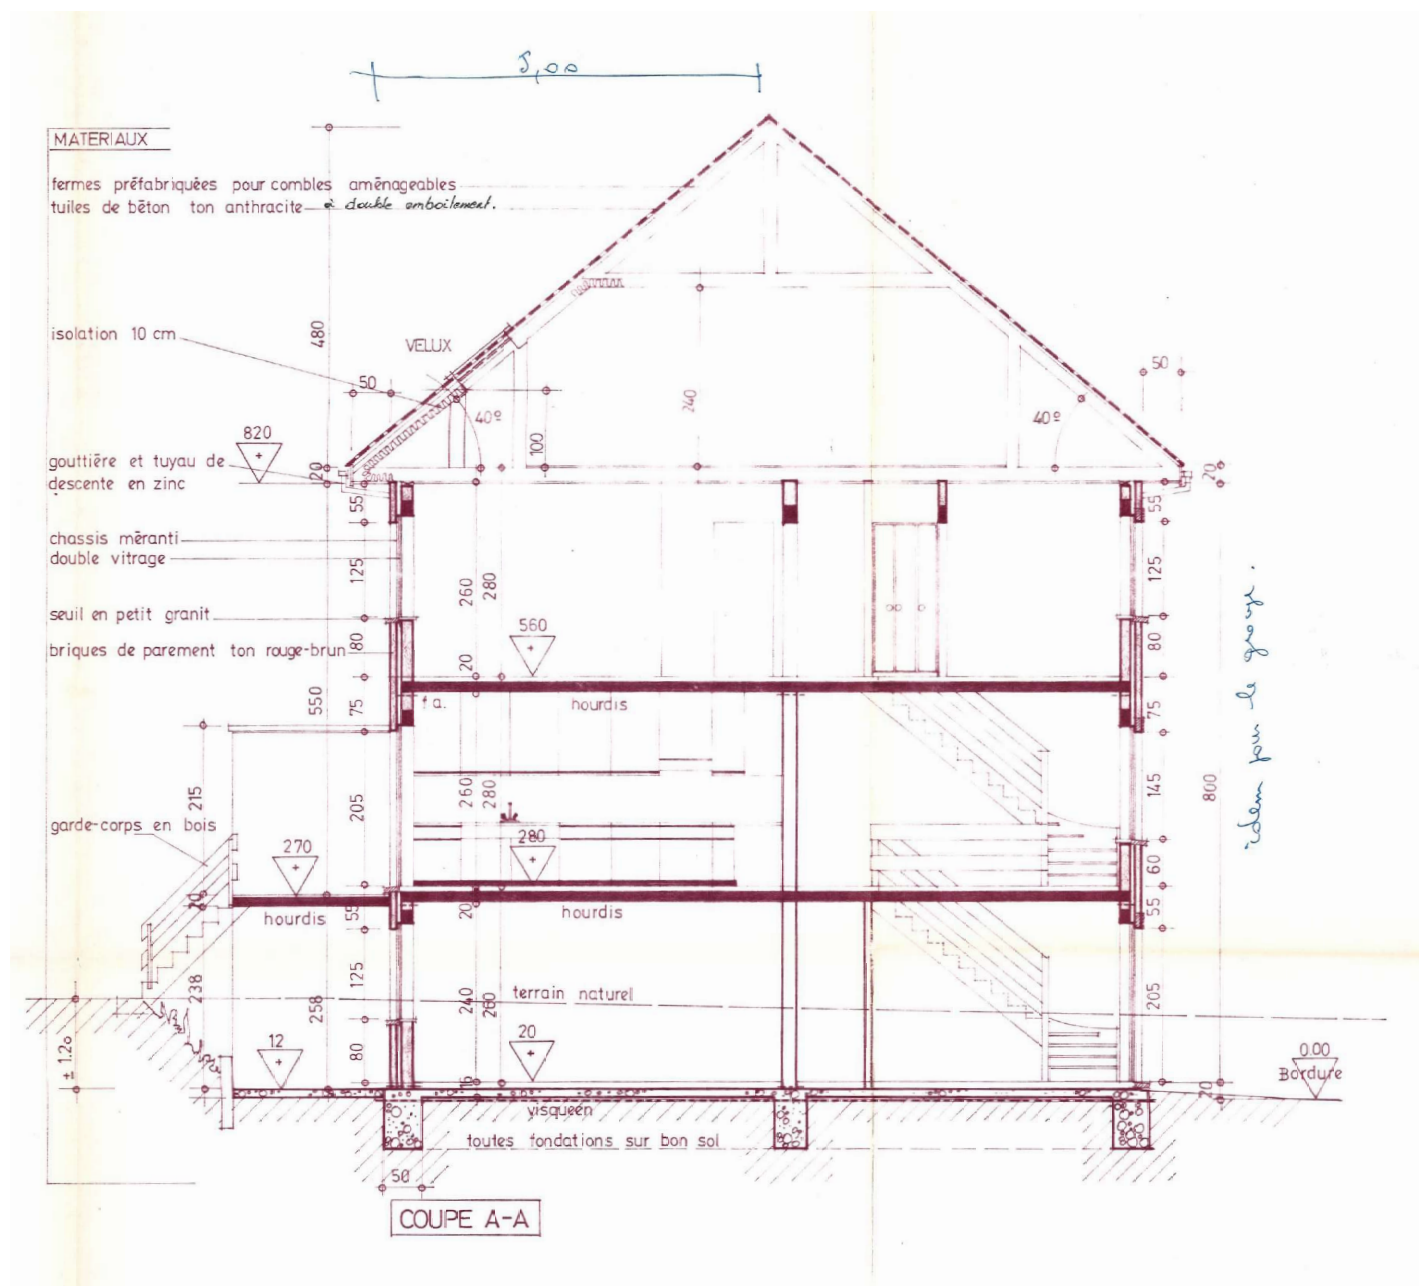 5,00
MATERIAUX
fermes préfabriquées pour combles aménageables
tuiles de béton ton anthracite à double emboitement.
480
isolation 10 cm
VELUX
50
50
40º
40º
240
100
820
+
gouttière et tuyau de
descente en zinc
20
20
55
55
chassis méranti
double vitrage
125
260
280
125
seuil en petit granit
briques de parement ton rouge-brun
80
560
+
20
80
idem pour le garage.
550
75
f a.
hourdis
75
215
205
260
280
145
800
garde-corps en bois
270
+
280
+
60
20
hourdis
55
20
hourdis
55
238
258
125
240
260
terrain naturel
205
± 1.20
12
+
80
20
+
15
0.00
Bordure
20
visqueen
toutes fondations sur bon sol
50
COUPE A-A